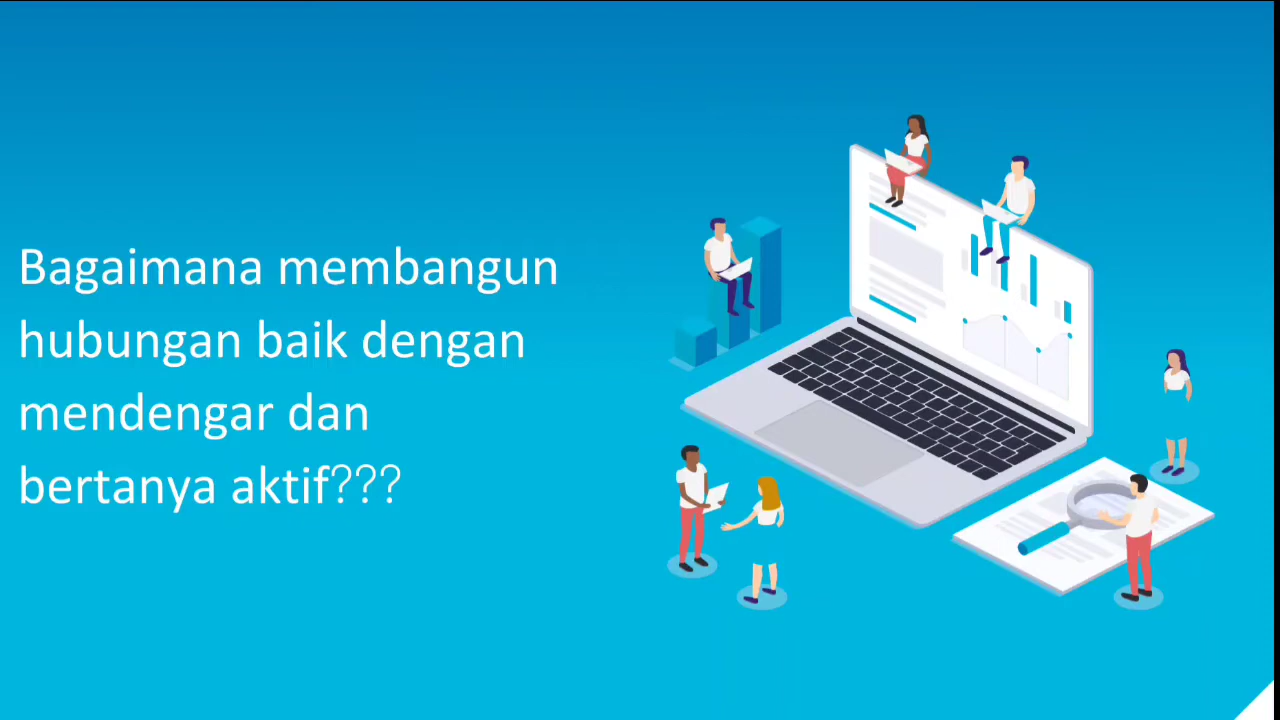 Bagaimana membangun
hubungan baik dengan
mendengar dan
bertanya aktif???